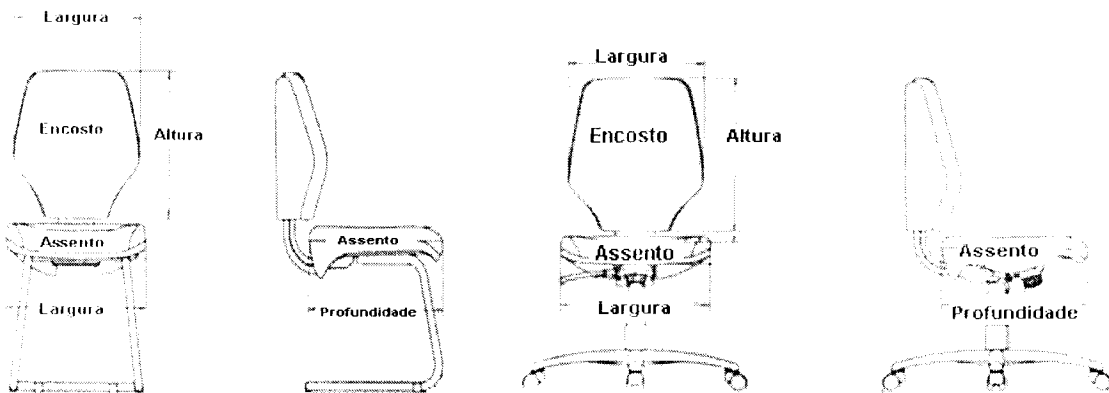 Largura
Encosto
Altura
Assento
Largura
Assento
Profundidade
Largura
Encosto
Altura
Assento
Largura
Assento
Profundidade